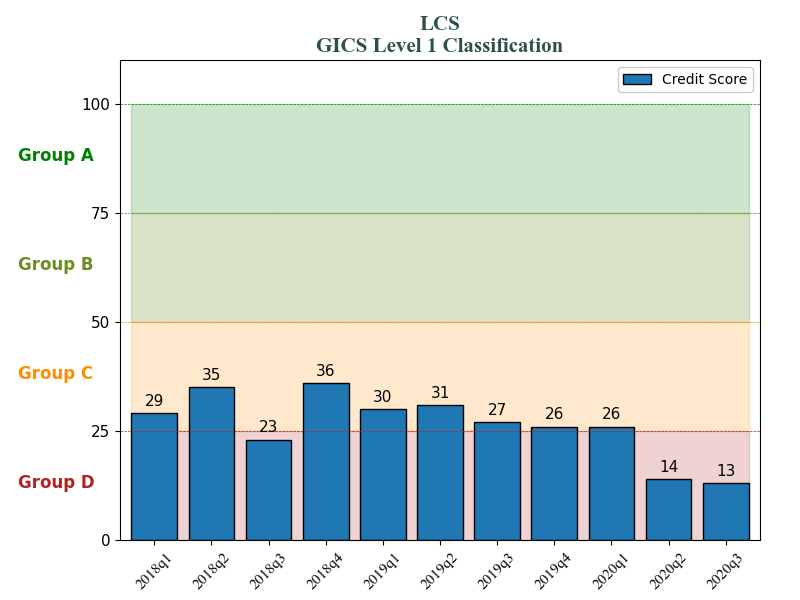 LCS
GICS Level 1 Classification
Credit Score
100
Group A
75
Group B
50
Group C
25
Group D
0
29
35
23
36
30
31
27
26
26
14
13
2018q1
2018q2
2018q3
2018q4
2019q1
2019q2
2019q3
2019q4
2020q1
2020q2
2020q3